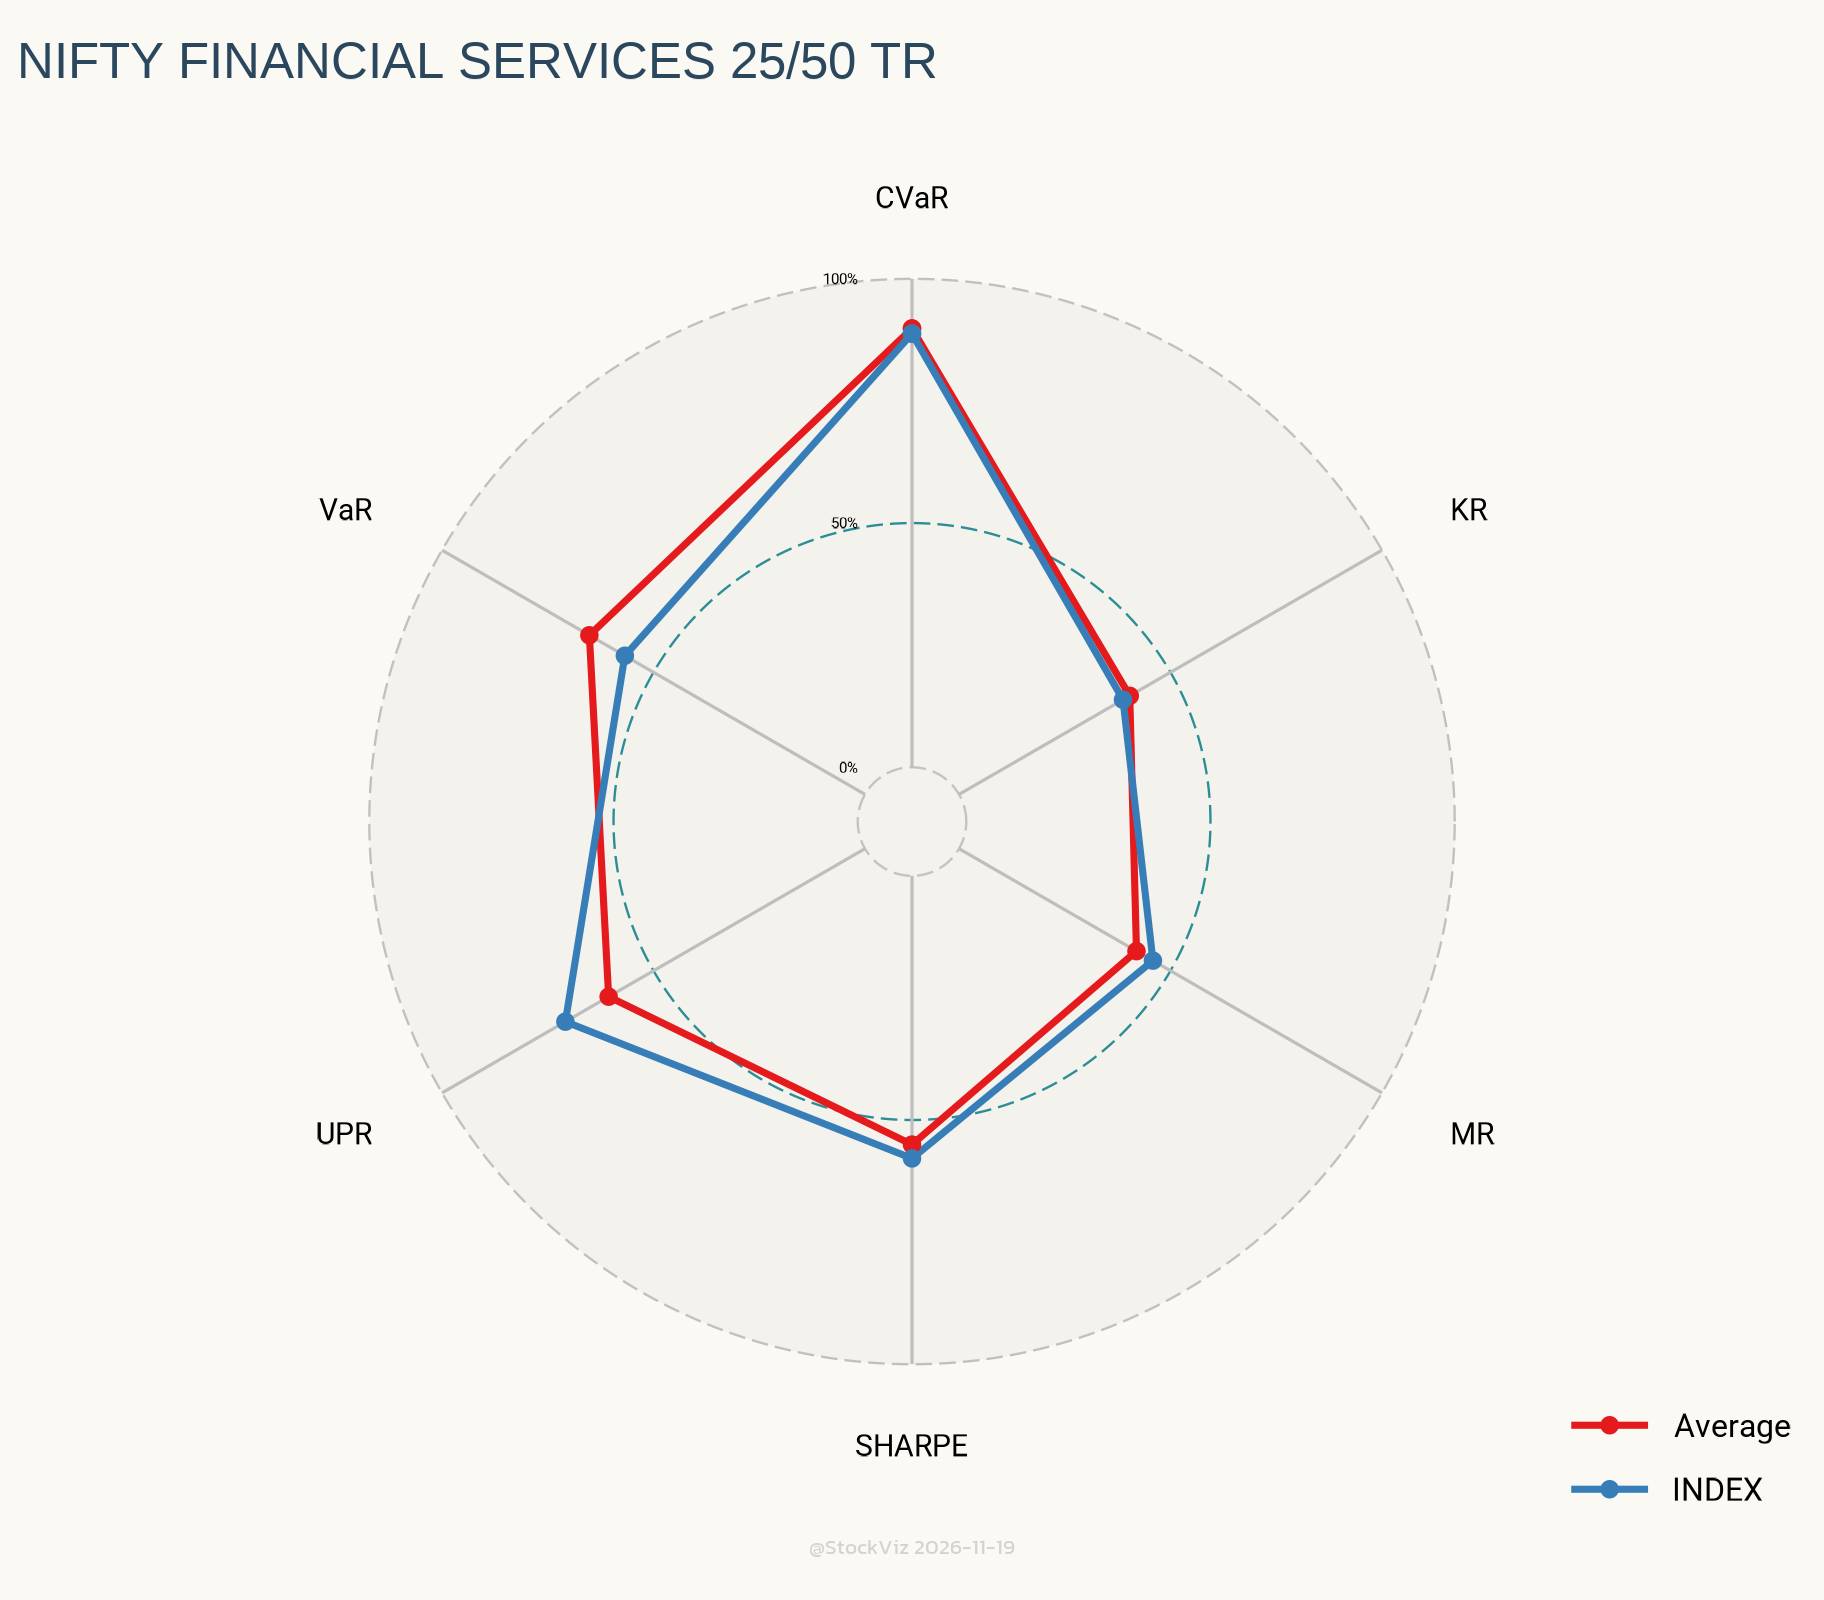 NIFTY FINANCIAL SERVICES 25/50 TR
CVaR
100%
VaR
KR
50%
0%
UPR
MR
SHARPE
Average
INDEX
@StockViz 2026-11-19